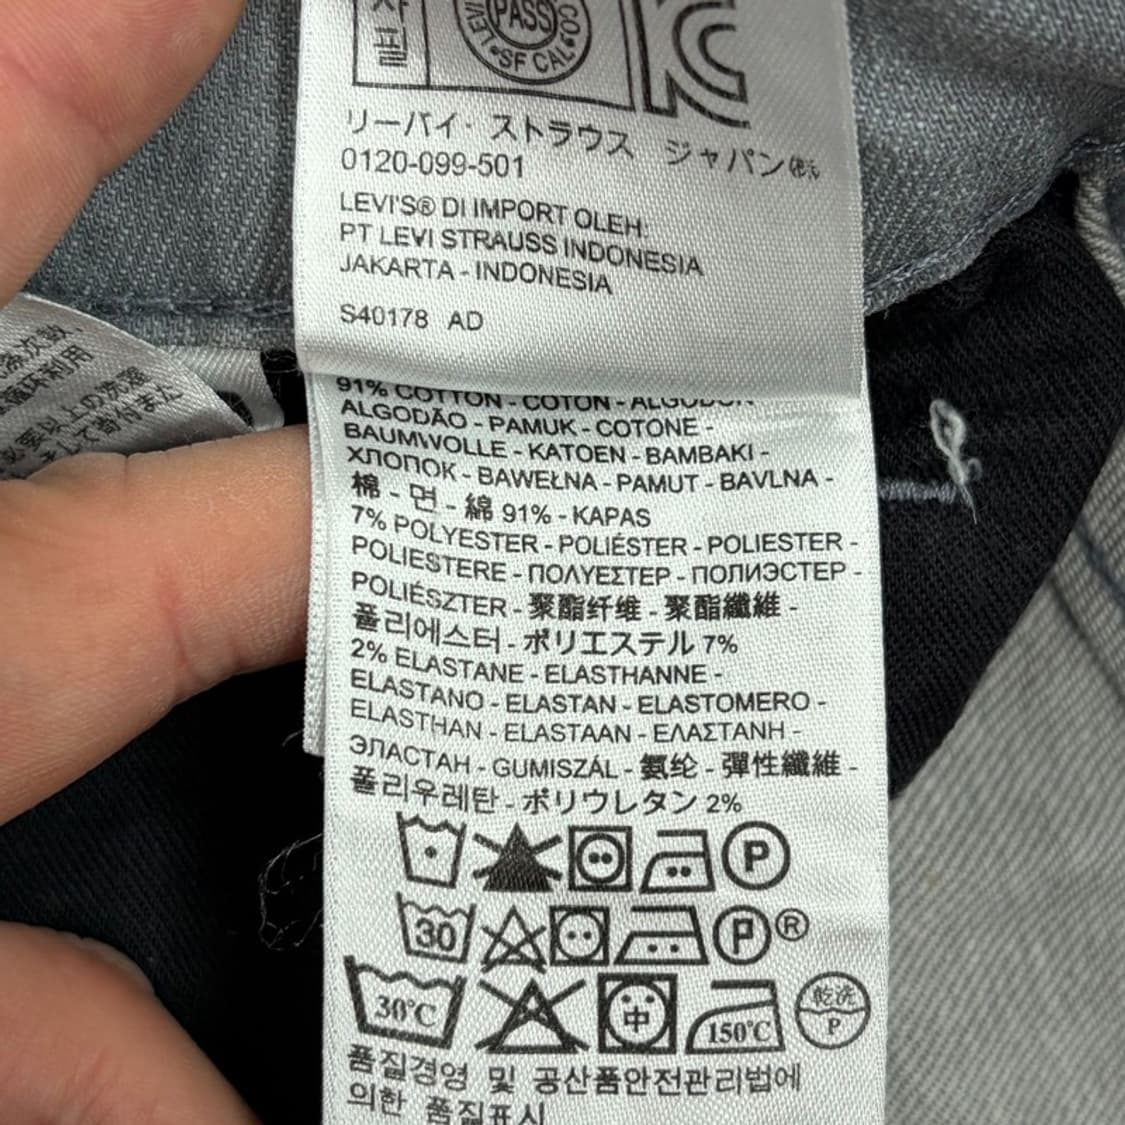 사
필
PASS
LEVI
SF CAL
CO
KC
リーバイ・ストラウス ジャパン㈱
0120-099-501
LEVI'S® DI IMPORT OLEH:
PT LEVI STRAUSS INDONESIA
JAKARTA - INDONESIA
S40178 AD
91% COTTON - COTON - ALGODÓN -
ALGODÃO - PAMUK - COTONE -
BAUMWOLLE - KATOEN - BAMBAKI -
ХЛОПОК - BAWEŁNA - PAMUT - BAVLNA -
棉 - 면 - 綿 91% - KAPAS
7% POLYESTER - POLIÉSTER - POLIESTER -
POLIESTERE - ΠΟΛΥΕΣΤΕΡ - ПОЛИЭСТЕР -
POLIÉSZTER - 聚酯纤维 - 聚酯纖維 -
폴리에스터 - ポリエステル 7%
2% ELASTANE - ELASTHANNE -
ELASTANO - ELASTAN - ELASTOMERO -
ELASTHAN - ELASTAAN - ΕΛΑΣΤΑΝΗ -
ЭЛАСТАН - GUMISZÁL - 氨纶 - 彈性纖維 -
폴리우레탄 - ポリウレタン 2%
P
30 P ®
30℃ 中 150℃ 乾洗 P
품질경영 및 공산품안전관리법에
의한 품질표시